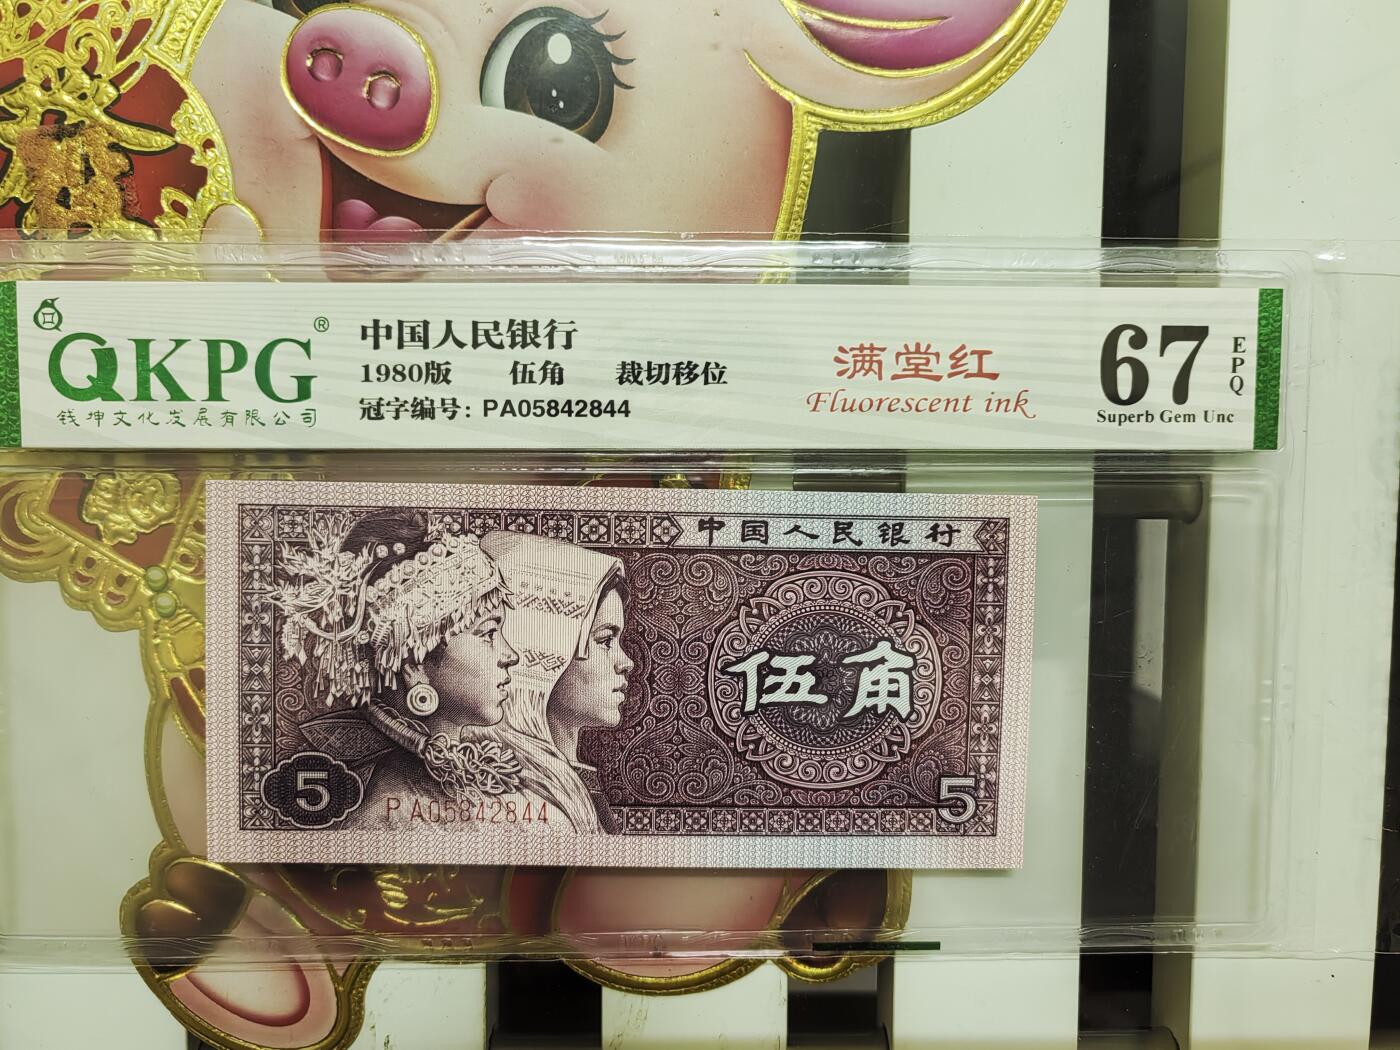 QKPG®
钱坤文化发展有限公司
中国人民银行
1980版 伍角 裁切移位
冠字编号: PA05842844
满堂红
Fluorescent ink
67
EPQ
Superb Gem Unc
中国人民银行
伍角
5
PA05842844
5